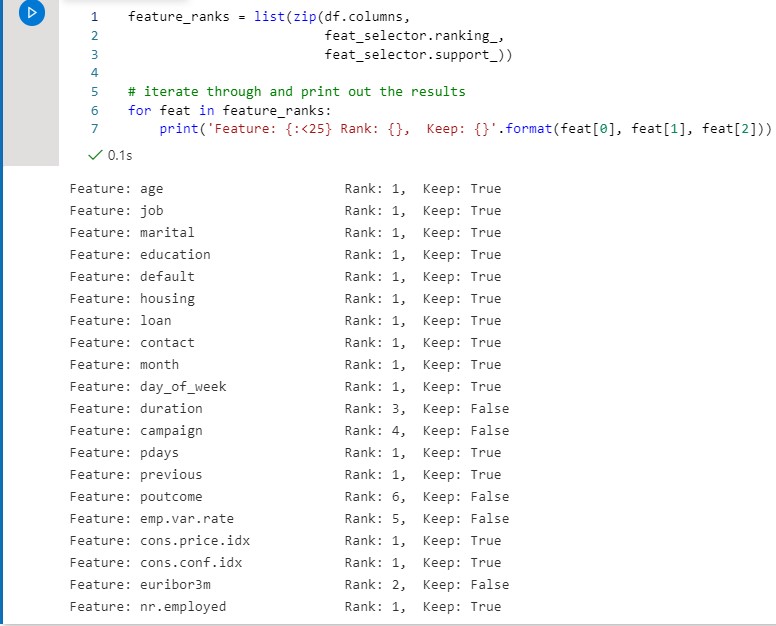 1 feature_ranks = list(zip(df.columns,
2 feat_selector.ranking_,
3 feat_selector.support_))
4
5 # iterate through and print out the results
6 for feat in feature_ranks:
7 print('Feature: {:<25} Rank: {},  Keep: {}'.format(feat[0], feat[1], feat[2]))
0.1s
Feature: age Rank: 1,  Keep: True
Feature: job Rank: 1,  Keep: True
Feature: marital Rank: 1,  Keep: True
Feature: education Rank: 1,  Keep: True
Feature: default Rank: 1,  Keep: True
Feature: housing Rank: 1,  Keep: True
Feature: loan Rank: 1,  Keep: True
Feature: contact Rank: 1,  Keep: True
Feature: month Rank: 1,  Keep: True
Feature: day_of_week Rank: 1,  Keep: True
Feature: duration Rank: 3,  Keep: False
Feature: campaign Rank: 4,  Keep: False
Feature: pdays Rank: 1,  Keep: True
Feature: previous Rank: 1,  Keep: True
Feature: poutcome Rank: 6,  Keep: False
Feature: emp.var.rate Rank: 5,  Keep: False
Feature: cons.price.idx Rank: 1,  Keep: True
Feature: cons.conf.idx Rank: 1,  Keep: True
Feature: euribor3m Rank: 2,  Keep: False
Feature: nr.employed Rank: 1,  Keep: True